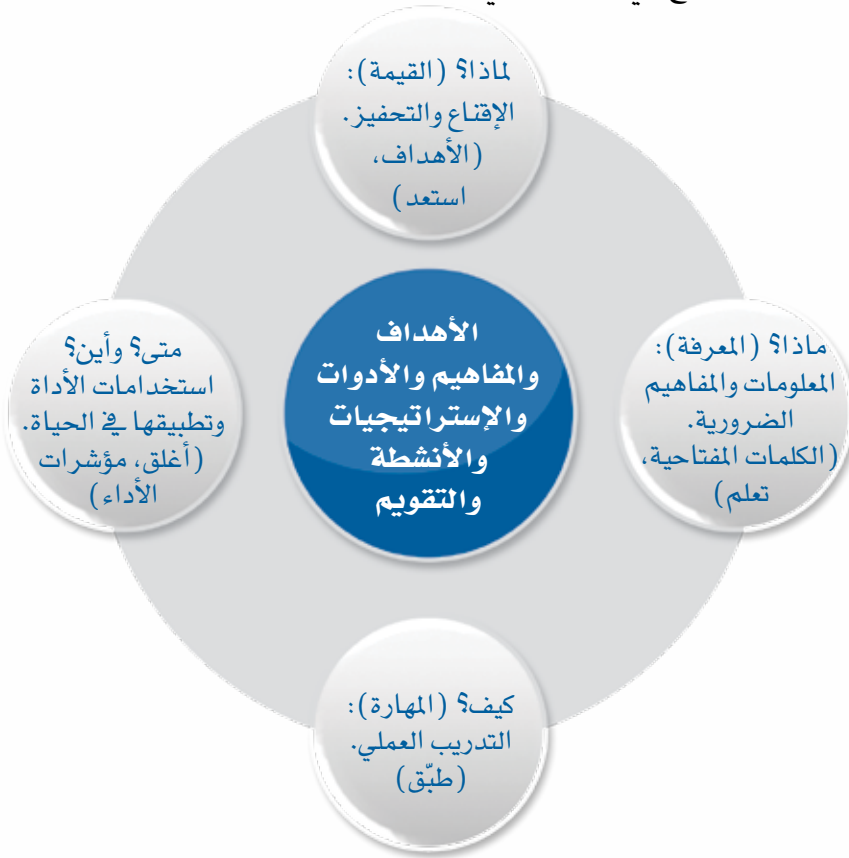 لماذا؟ (القيمة):
الإقناع والتحفيز.
(الأهداف،
استعد)
ماذا؟ (المعرفة):
المعلومات والمفاهيم
الضرورية.
(الكلمات المفتاحية،
تعلم)
الأهداف
والمفاهيم والأدوات
والإستراتيجيات
والأنشطة
والتقويم
متى؟ وأين؟
استخدامات الأداة
وتطبيقها في الحياة.
(أغلق، مؤشرات
الأداء)
كيف؟ (المهارة):
التدريب العملي.
(طبّق)